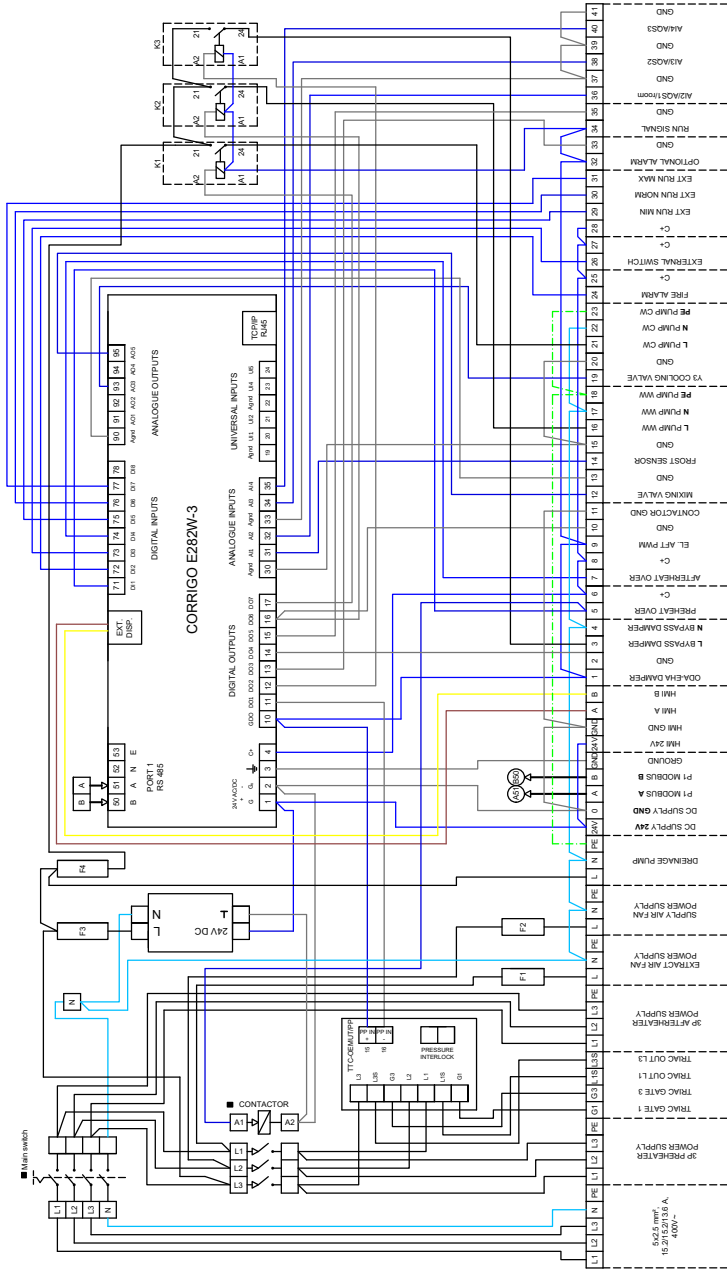 Main switch
L1
L2
L3
N
N
F3
F4
24V DC
L
N
CONTACTOR
A1
A2
L1
L2
L3
F1
F2
TTC-OEMUT/PP
PP IN +
PP IN -
15
16
PRESSURE INTERLOCK
L3
L3S
G3
L2
L1
L1S
G1
CORRIGO E282W-3
B
A
50
51
52
53
B
A
N
E
PORT 1
RS 485
EXT.
DISP.
71
72
73
74
75
76
77
78
DI1
DI2
DI3
DI4
DI5
DI6
DI7
DI8
DIGITAL INPUTS
90
91
92
93
94
95
Agnd
AO1
AO2
AO3
AO4
AO5
ANALOGUE OUTPUTS
24V AC/DC
+
-
G
G₀
C+
1
2
3
4
DIGITAL OUTPUTS
GDO
DO1
DO2
DO3
DO4
DO5
DO6
DO7
10
11
12
13
14
15
16
17
ANALOGUE INPUTS
Agnd
AI1
AI2
Agnd
AI3
AI4
30
31
32
33
34
35
UNIVERSAL INPUTS
Agnd
UI1
UI2
Agnd
UI4
UI5
19
20
21
22
23
24
TCP/IP
RJ45
K1
21
24
A2
A1
K2
21
24
A2
A1
K3
21
24
A2
A1
A51
B50
L1
L2
L3
N
PE
5x2.5 mm²,
15.2/15.2/13.6 A,
400V~
L1
L2
L3
PE
3P PREHEATER
POWER SUPPLY
G1 TRIAC GATE 1
G3 TRIAC GATE 3
L1S TRIAC OUT L1
L3S TRIAC OUT L3
L1
L2
L3
PE
3P AFTERHEATER
POWER SUPPLY
L
N
PE
EXTRACT AIR FAN
POWER SUPPLY
L
N
PE
SUPPLY AIR FAN
POWER SUPPLY
L
N
PE
DRENAGE PUMP
24V DC SUPPLY 24V
0 DC SUPPLY GND
A P1 MODBUS A
B P1 MODBUS B
GND GROUND
24V HMI 24V
GND HMI GND
A HMI A
B HMI B
1 ODA-EHA DAMPER
2 GND
3 L BYPASS DAMPER
4 N BYPASS DAMPER
5 PREHEAT OVER
6 C+
7 AFTERHEAT OVER
8 C+
9 EL. AFT PWM
10 GND
11 CONTACTOR GND
12 MIXING VALVE
13 GND
14 FROST SENSOR
15 GND
16 L PUMP WW
17 N PUMP WW
18 PE PUMP WW
19 Y3 COOLING VALVE
20 GND
21 L PUMP CW
22 N PUMP CW
23 PE PUMP CW
24 FIRE ALARM
25 C+
26 EXTERNAL SWITCH
27 C+
28 C+
29 EXT RUN MIN
30 EXT RUN NORM
31 EXT RUN MAX
32 OPTIONAL ALARM
33 GND
34 RUN SIGNAL
35 GND
36 AI2/AQS1/room
37 GND
38 AI3/AQS2
39 GND
40 AI4/AQS3
41 GND